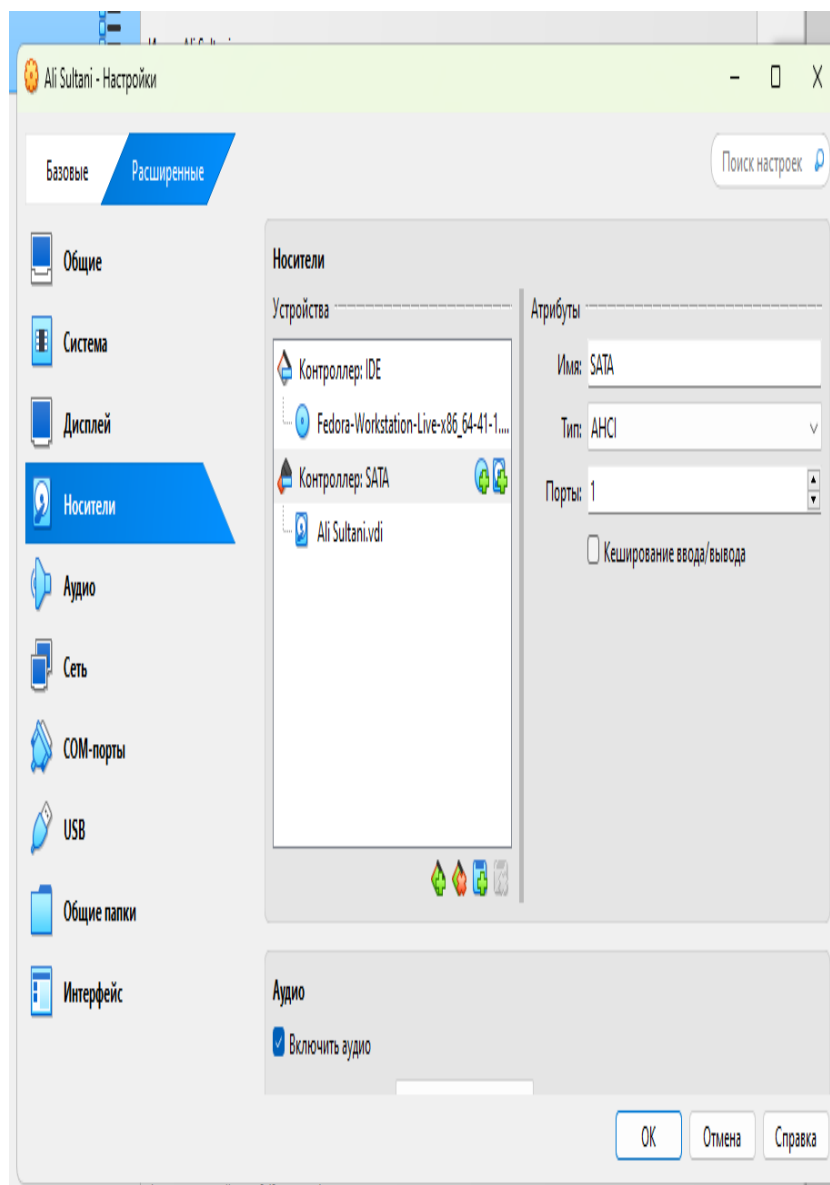 Ali Sultani - Настройки
Базовые
Расширенные
Поиск настроек
Общие
Система
Дисплей
Носители
Аудио
Сеть
COM-порты
USB
Общие папки
Интерфейс
Носители
Устройства
Контроллер: IDE
Fedora-Workstation-Live-x86_64-41-1....
Контроллер: SATA
Ali Sultani.vdi
Атрибуты
Имя: SATA
Тип: AHCI
Порты: 1
Кеширование ввода/вывода
Аудио
Включить аудио
OK Отмена Справка